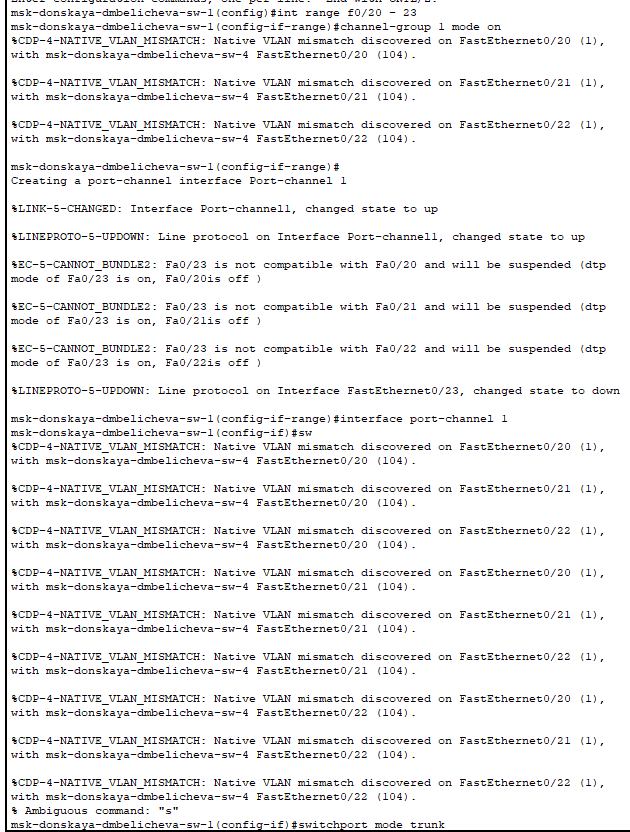 msk-donskaya-dmbelicheva-sw-1(config)#int range f0/20 - 23
msk-donskaya-dmbelicheva-sw-1(config-if-range)#channel-group 1 mode on
%CDP-4-NATIVE_VLAN_MISMATCH: Native VLAN mismatch discovered on FastEthernet0/20 (1),
with msk-donskaya-dmbelicheva-sw-4 FastEthernet0/20 (104).
%CDP-4-NATIVE_VLAN_MISMATCH: Native VLAN mismatch discovered on FastEthernet0/21 (1),
with msk-donskaya-dmbelicheva-sw-4 FastEthernet0/21 (104).
%CDP-4-NATIVE_VLAN_MISMATCH: Native VLAN mismatch discovered on FastEthernet0/22 (1),
with msk-donskaya-dmbelicheva-sw-4 FastEthernet0/22 (104).
msk-donskaya-dmbelicheva-sw-1(config-if-range)#
Creating a port-channel interface Port-channel 1
%LINK-5-CHANGED: Interface Port-channel1, changed state to up
%LINEPROTO-5-UPDOWN: Line protocol on Interface Port-channel1, changed state to up
%EC-5-CANNOT_BUNDLE2: Fa0/23 is not compatible with Fa0/20 and will be suspended (dtp
mode of Fa0/23 is on, Fa0/20is off )
%EC-5-CANNOT_BUNDLE2: Fa0/23 is not compatible with Fa0/21 and will be suspended (dtp
mode of Fa0/23 is on, Fa0/21is off )
%EC-5-CANNOT_BUNDLE2: Fa0/23 is not compatible with Fa0/22 and will be suspended (dtp
mode of Fa0/23 is on, Fa0/22is off )
%LINEPROTO-5-UPDOWN: Line protocol on Interface FastEthernet0/23, changed state to down
msk-donskaya-dmbelicheva-sw-1(config-if-range)#interface port-channel 1
msk-donskaya-dmbelicheva-sw-1(config-if)#sw
%CDP-4-NATIVE_VLAN_MISMATCH: Native VLAN mismatch discovered on FastEthernet0/20 (1),
with msk-donskaya-dmbelicheva-sw-4 FastEthernet0/20 (104).
%CDP-4-NATIVE_VLAN_MISMATCH: Native VLAN mismatch discovered on FastEthernet0/21 (1),
with msk-donskaya-dmbelicheva-sw-4 FastEthernet0/20 (104).
%CDP-4-NATIVE_VLAN_MISMATCH: Native VLAN mismatch discovered on FastEthernet0/22 (1),
with msk-donskaya-dmbelicheva-sw-4 FastEthernet0/20 (104).
%CDP-4-NATIVE_VLAN_MISMATCH: Native VLAN mismatch discovered on FastEthernet0/20 (1),
with msk-donskaya-dmbelicheva-sw-4 FastEthernet0/21 (104).
%CDP-4-NATIVE_VLAN_MISMATCH: Native VLAN mismatch discovered on FastEthernet0/21 (1),
with msk-donskaya-dmbelicheva-sw-4 FastEthernet0/21 (104).
%CDP-4-NATIVE_VLAN_MISMATCH: Native VLAN mismatch discovered on FastEthernet0/22 (1),
with msk-donskaya-dmbelicheva-sw-4 FastEthernet0/21 (104).
%CDP-4-NATIVE_VLAN_MISMATCH: Native VLAN mismatch discovered on FastEthernet0/20 (1),
with msk-donskaya-dmbelicheva-sw-4 FastEthernet0/22 (104).
%CDP-4-NATIVE_VLAN_MISMATCH: Native VLAN mismatch discovered on FastEthernet0/21 (1),
with msk-donskaya-dmbelicheva-sw-4 FastEthernet0/22 (104).
%CDP-4-NATIVE_VLAN_MISMATCH: Native VLAN mismatch discovered on FastEthernet0/22 (1),
with msk-donskaya-dmbelicheva-sw-4 FastEthernet0/22 (104).
% Ambiguous command: "s"
msk-donskaya-dmbelicheva-sw-1(config-if)#switchport mode trunk